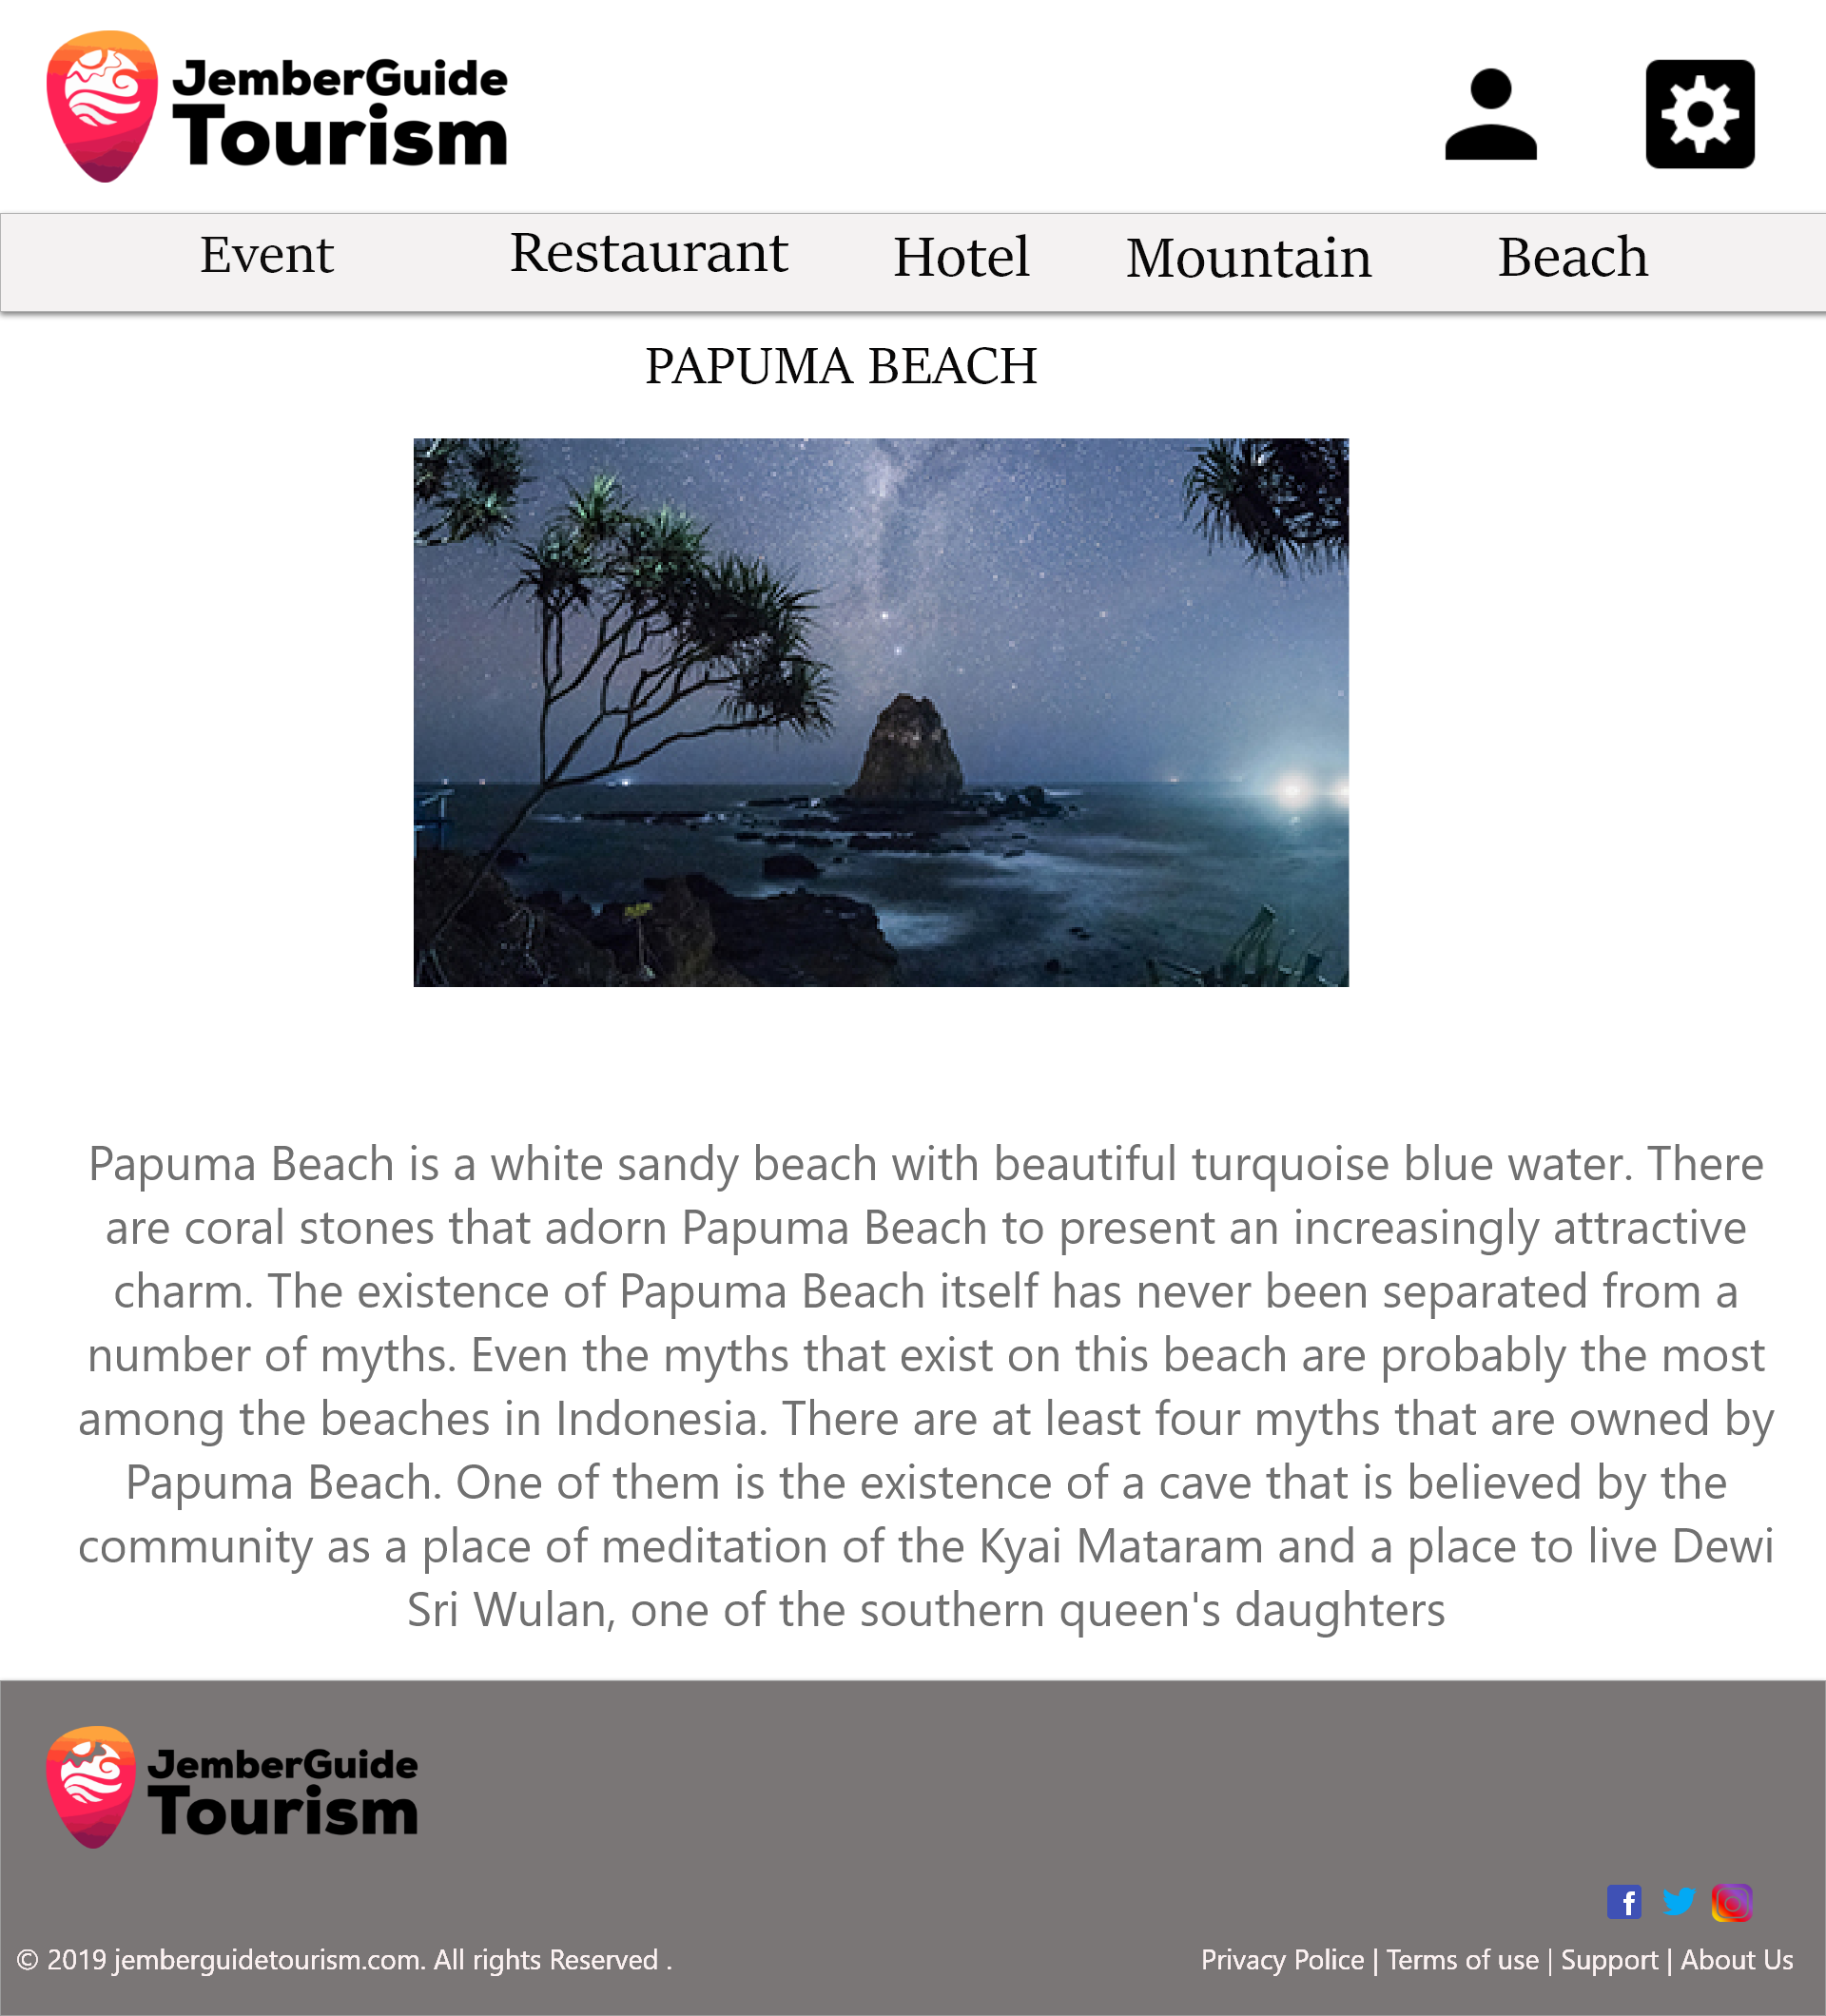 JemberGuide
Tourism
Event Restaurant Hotel Mountain Beach
PAPUMA BEACH
Papuma Beach is a white sandy beach with beautiful turquoise blue water. There
are coral stones that adorn Papuma Beach to present an increasingly attractive
charm. The existence of Papuma Beach itself has never been separated from a
number of myths. Even the myths that exist on this beach are probably the most
among the beaches in Indonesia. There are at least four myths that are owned by
Papuma Beach. One of them is the existence of a cave that is believed by the
community as a place of meditation of the Kyai Mataram and a place to live Dewi
Sri Wulan, one of the southern queen's daughters
JemberGuide
Tourism
© 2019 jemberguidetourism.com. All rights Reserved .
Privacy Police | Terms of use | Support | About Us